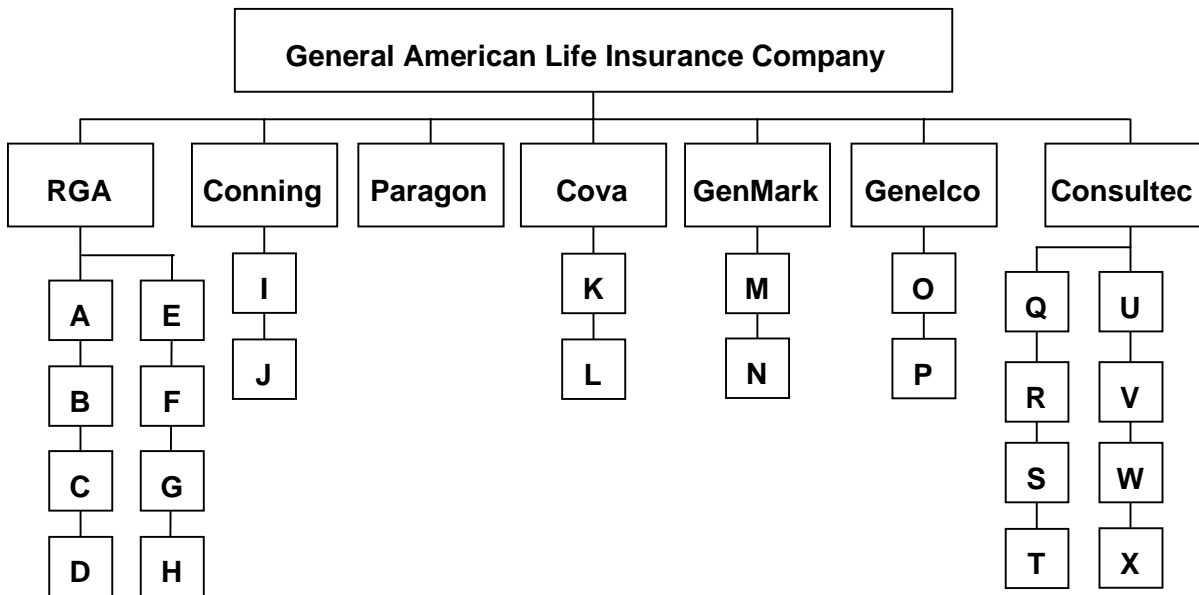 General American Life Insurance Company
RGA
Conning
Paragon
Cova
GenMark
Genelco
Consultec
A
B
C
D
E
F
G
H
I
J
K
L
M
N
O
P
Q
R
S
T
U
V
W
X